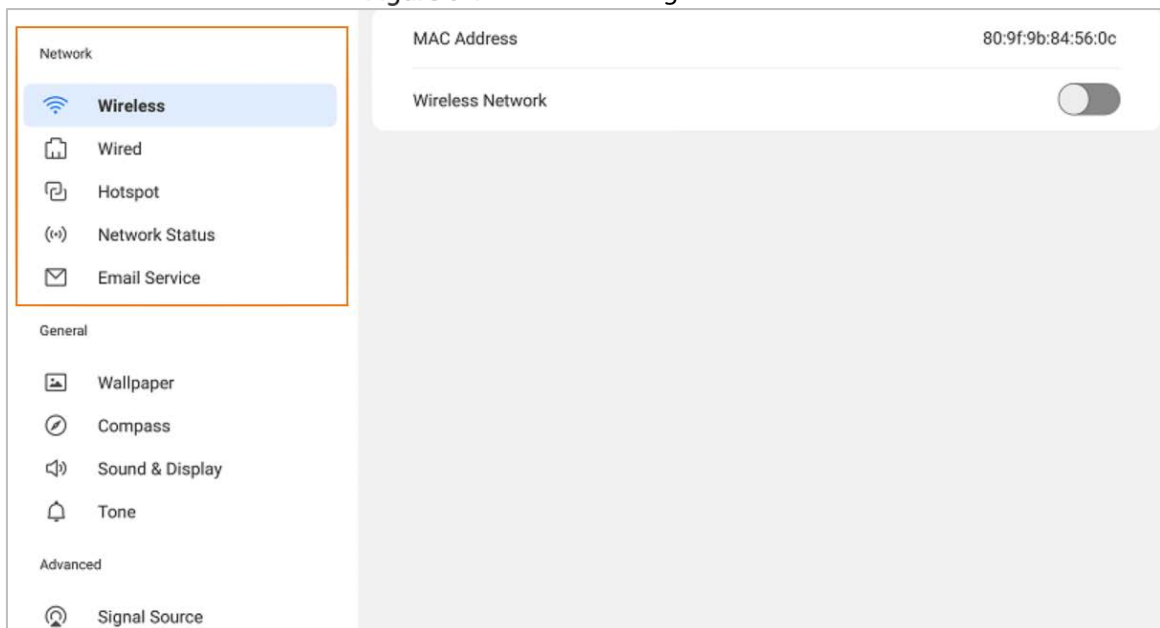 Network
Wireless
Wired
Hotspot
Network Status
Email Service
General
Wallpaper
Compass
Sound & Display
Tone
Advanced
Signal Source
MAC Address 80:9f:9b:84:56:0c
Wireless Network